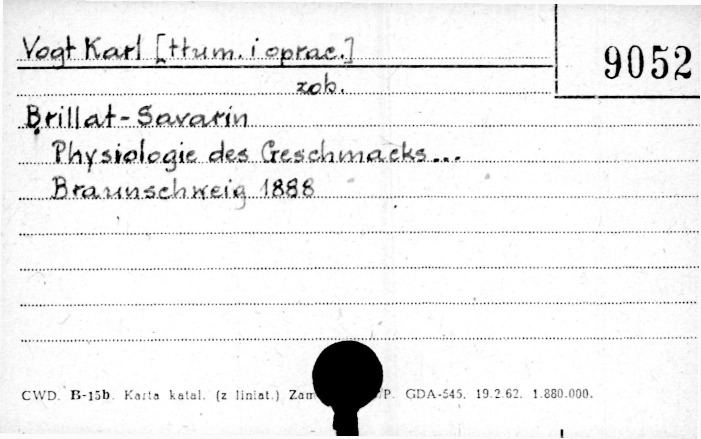 Vogt Karl [tłum. i oprac.]
9052
zob.
Brillat-Savarin
Physiologie des Geschmacks...
Braunschweig 1888
CWD. B-15b. Karta katal. (z liniat.) Zam /P. GDA-545. 19.2.62. 1.880.000.